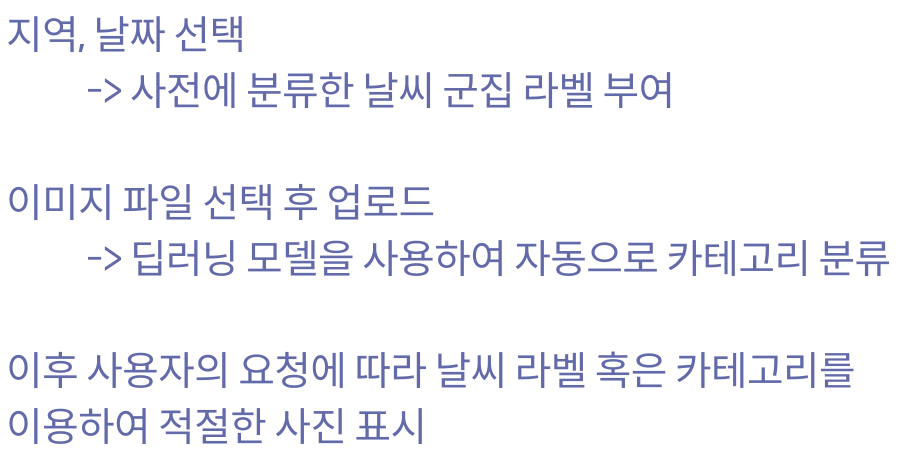 지역, 날짜 선택
-> 사전에 분류한 날씨 군집 라벨 부여
이미지 파일 선택 후 업로드
-> 딥러닝 모델을 사용하여 자동으로 카테고리 분류
이후 사용자의 요청에 따라 날씨 라벨 혹은 카테고리를
이용하여 적절한 사진 표시